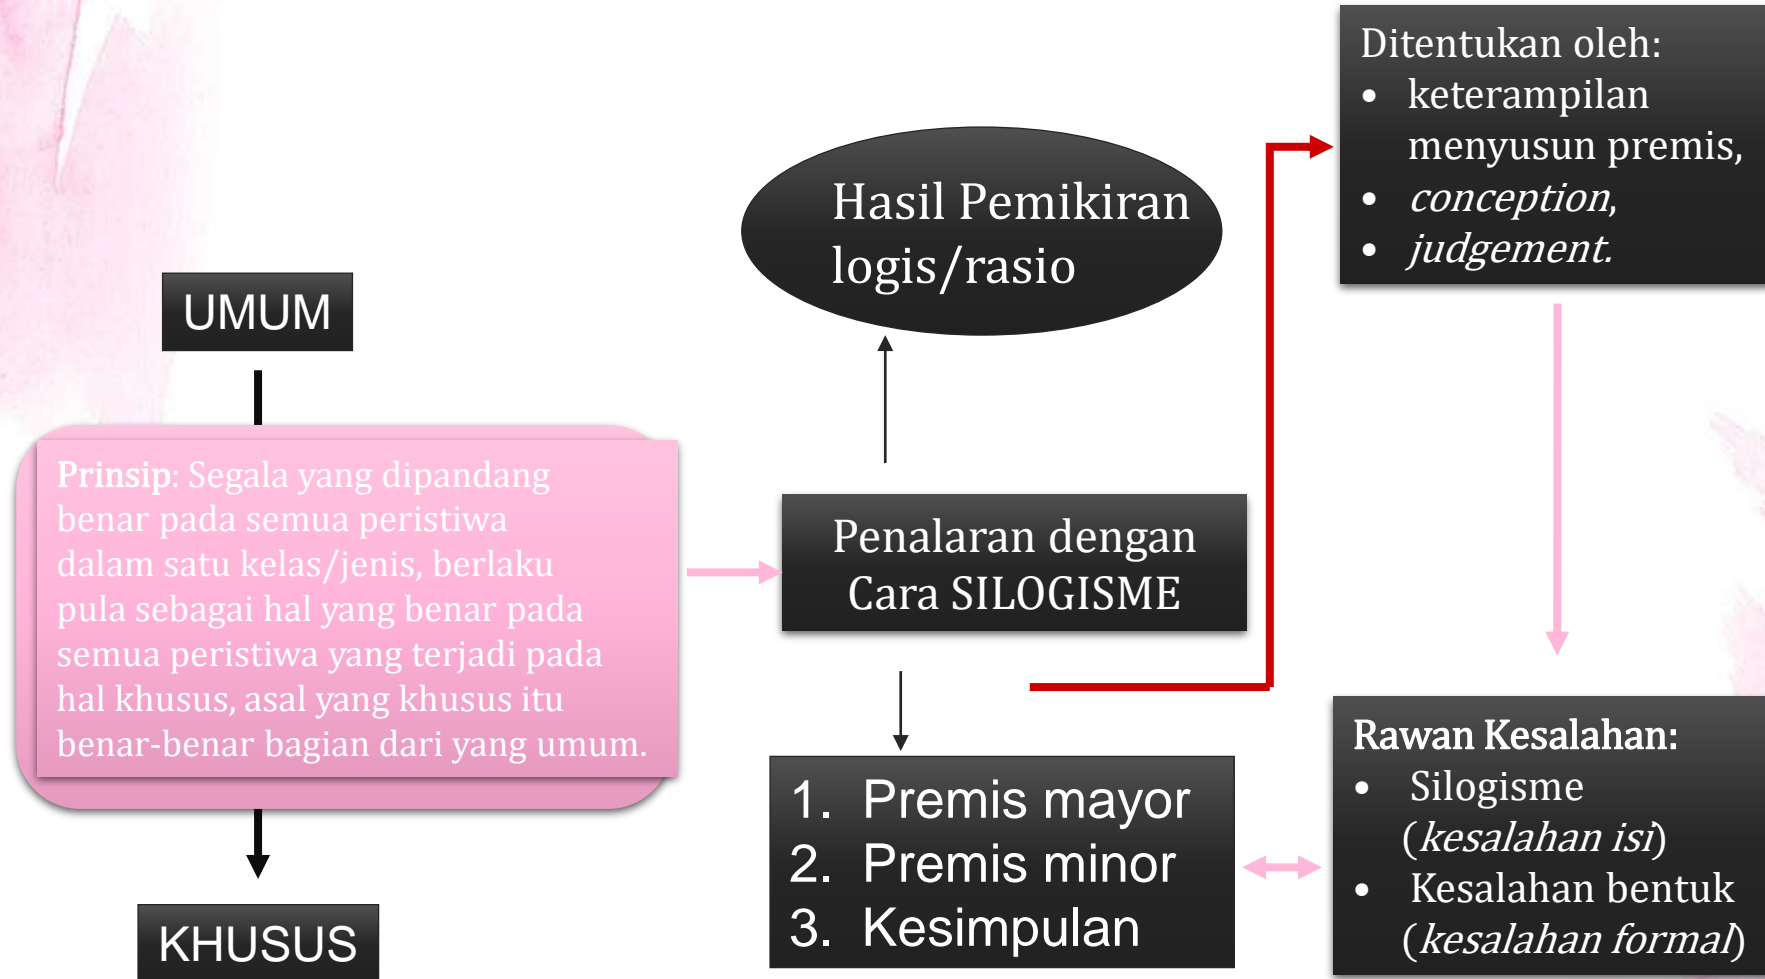 UMUM
Prinsip: Segala yang dipandang
benar pada semua peristiwa
dalam satu kelas/jenis, berlaku
pula sebagai hal yang benar pada
semua peristiwa yang terjadi pada
hal khusus, asal yang khusus itu
benar-benar bagian dari yang umum.
KHUSUS
Hasil Pemikiran
logis/rasio
Penalaran dengan
Cara SILOGISME
1. Premis mayor
2. Premis minor
3. Kesimpulan
Ditentukan oleh:
• keterampilan
menyusun premis,
• conception,
• judgement.
Rawan Kesalahan:
• Silogisme
(kesalahan isi)
• Kesalahan bentuk
(kesalahan formal)